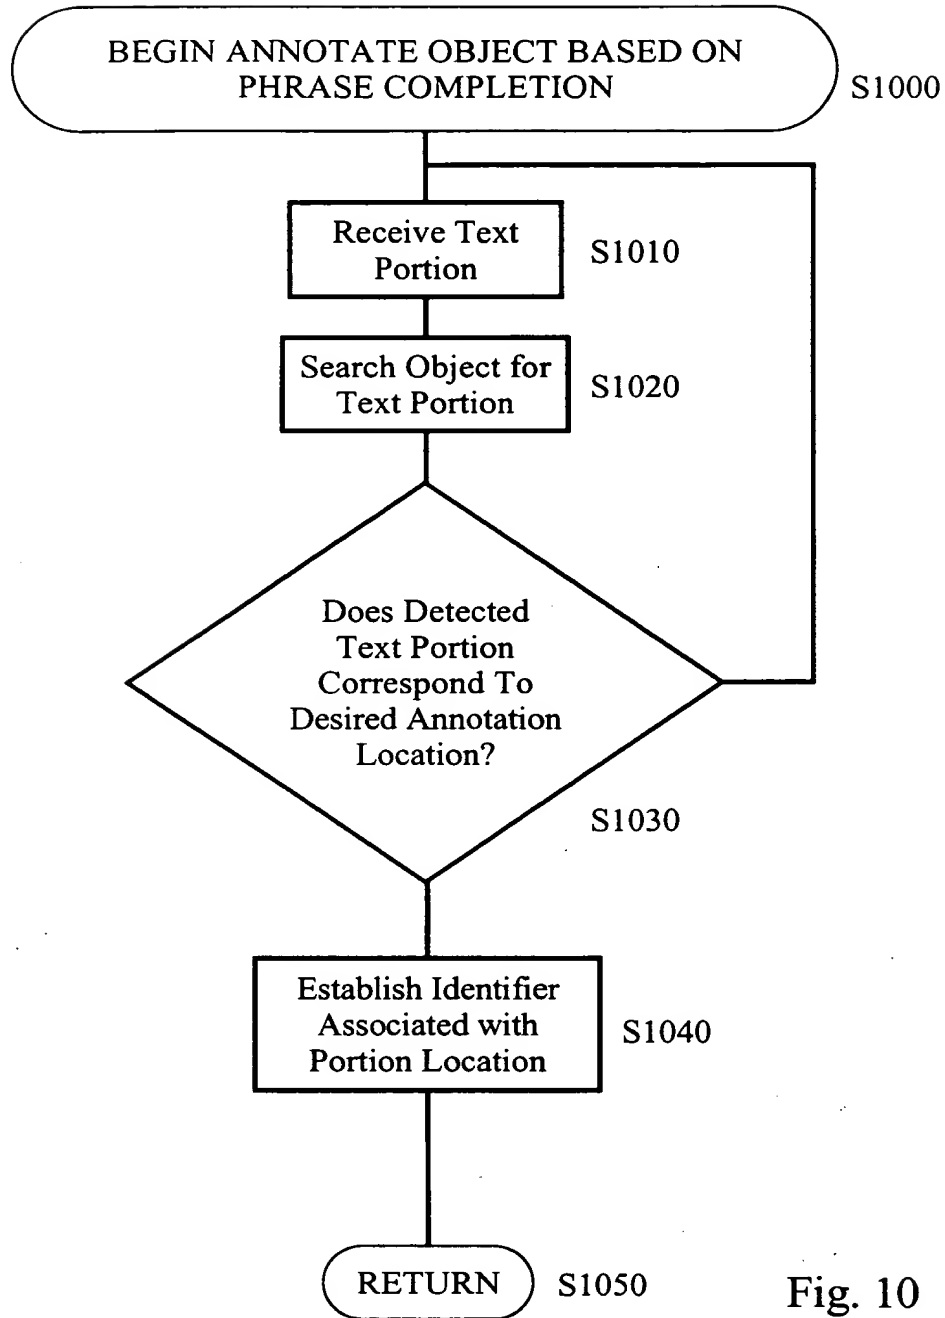 BEGIN ANNOTATE OBJECT BASED ON
PHRASE COMPLETION
S1000
Receive Text
Portion
S1010
Search Object for
Text Portion
S1020
Does Detected
Text Portion
Correspond To
Desired Annotation
Location?
S1030
Establish Identifier
Associated with
Portion Location
S1040
RETURN
S1050
Fig. 10